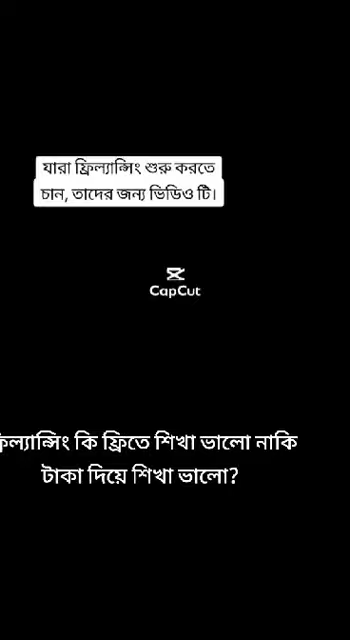 যারা ফ্রিল্যান্সিং শুরু করতে
চান, তাদের জন্য ভিডিও টি।
CapCut
কি ফ্রিতে শিখা ভালো নাকি
টাকা দিয়ে শিখা ভালো?